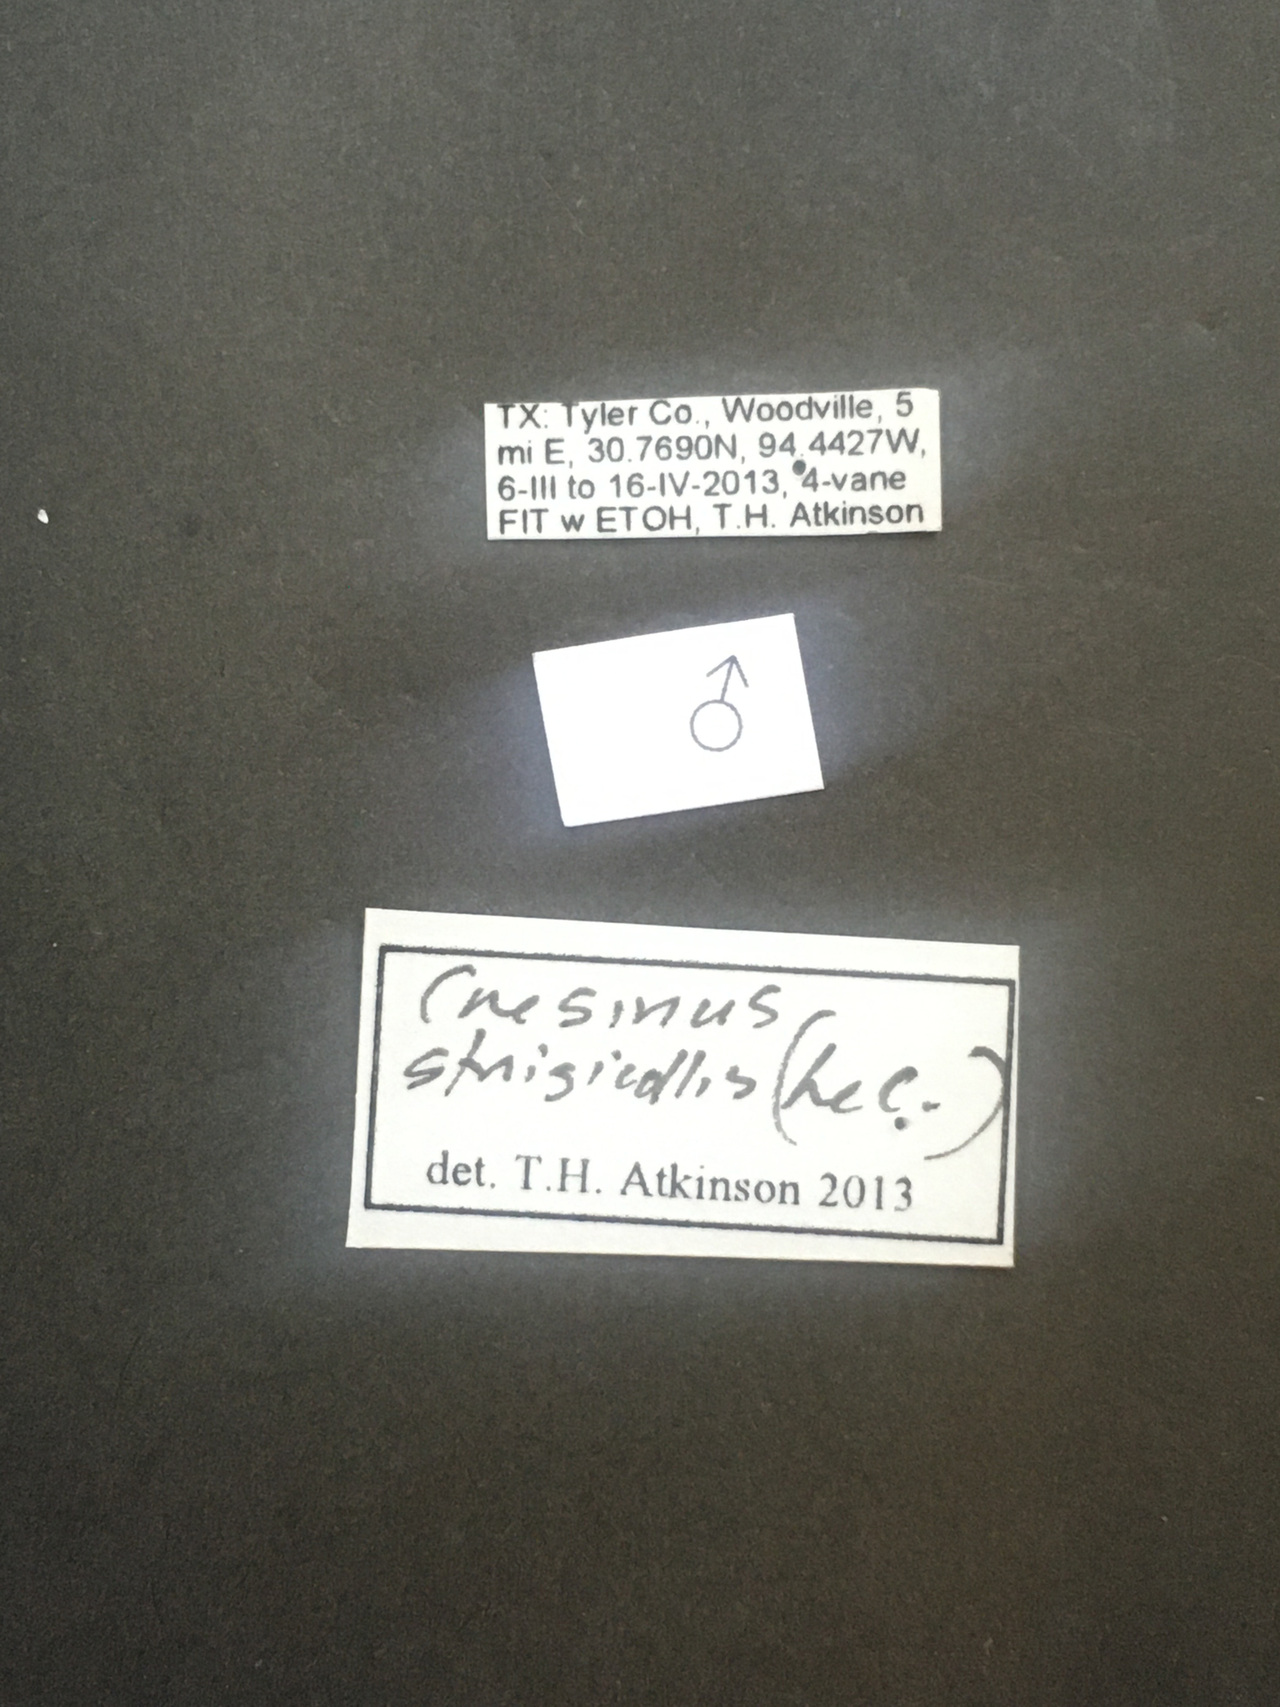 TX: Tyler Co., Woodville, 5
mi E, 30.7690N, 94.4427W,
6-III to 16-IV-2013, 4-vane
FIT w ETOH, T.H. Atkinson
♂
Cnesinus
strigicollis (LeC.)
det. T.H. Atkinson 2013